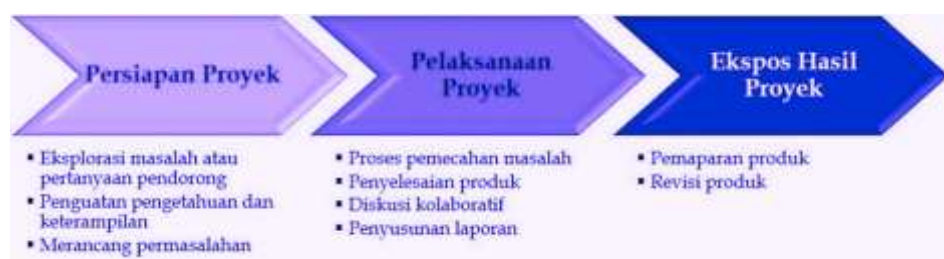 Persiapan Proyek
▪ Eksplorasi masalah atau
pertanyaan pendorong
▪ Penguatan pengetahuan dan
keterampilan
▪ Merancang permasalahan
Pelaksanaan
Proyek
▪ Proses pemecahan masalah
▪ Penyelesaian produk
▪ Diskusi kolaboratif
▪ Penyusunan laporan
Ekspos Hasil
Proyek
▪ Pemaparan produk
▪ Revisi produk